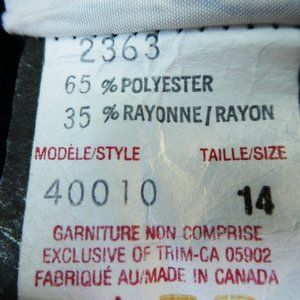 2363
65 % POLYESTER
35 % RAYONNE/RAYON
MODÈLE/STYLE TAILLE/SIZE
40010 14
GARNITURE NON COMPRISE
EXCLUSIVE OF TRIM-CA 05902
FABRIQUÉ AU/MADE IN CANADA